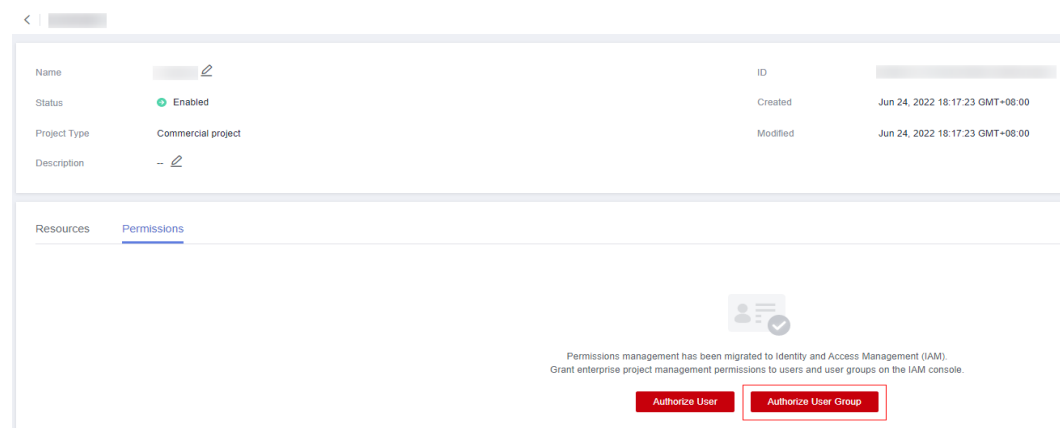 Name
ID
Status Enabled
Created Jun 24, 2022 18:17:23 GMT+08:00
Project Type Commercial project
Modified Jun 24, 2022 18:17:23 GMT+08:00
Description --
Resources Permissions
Permissions management has been migrated to Identity and Access Management (IAM).
Grant enterprise project management permissions to users and user groups on the IAM console.
Authorize User Authorize User Group